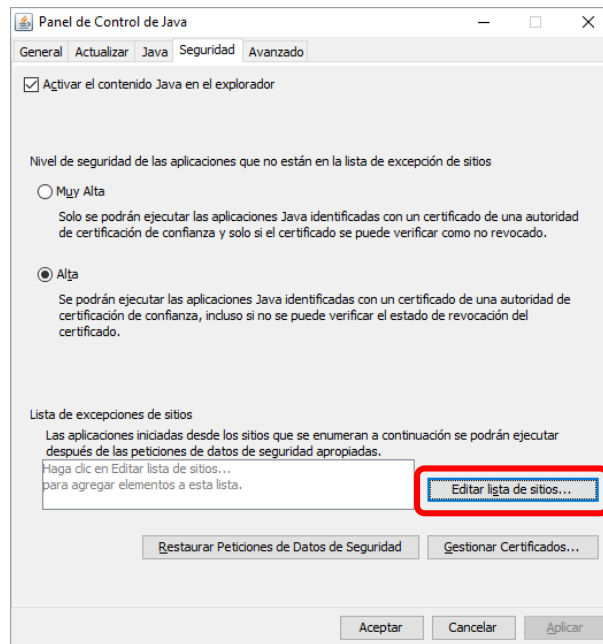 Panel de Control de Java
General Actualizar Java Seguridad Avanzado
Activar el contenido Java en el explorador
Nivel de seguridad de las aplicaciones que no están en la lista de excepción de sitios
Muy Alta
Solo se podrán ejecutar las aplicaciones Java identificadas con un certificado de una autoridad
de certificación de confianza y solo si el certificado se puede verificar como no revocado.
Alta
Se podrán ejecutar las aplicaciones Java identificadas con un certificado de una autoridad de
certificación de confianza, incluso si no se puede verificar el estado de revocación del
certificado.
Lista de excepciones de sitios
Las aplicaciones iniciadas desde los sitios que se enumeran a continuación se podrán ejecutar
después de las peticiones de datos de seguridad apropiadas.
Haga clic en Editar lista de sitios...
para agregar elementos a esta lista.
Editar lista de sitios...
Restaurar Peticiones de Datos de Seguridad Gestionar Certificados...
Aceptar Cancelar Aplicar